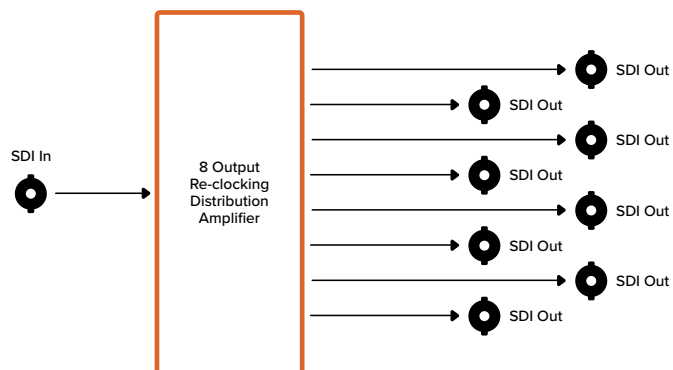 SDI Out
SDI Out
SDI Out
SDI In
8 Output
Re-clocking
Distribution
Amplifier
SDI Out
SDI Out
SDI Out
SDI Out
SDI Out